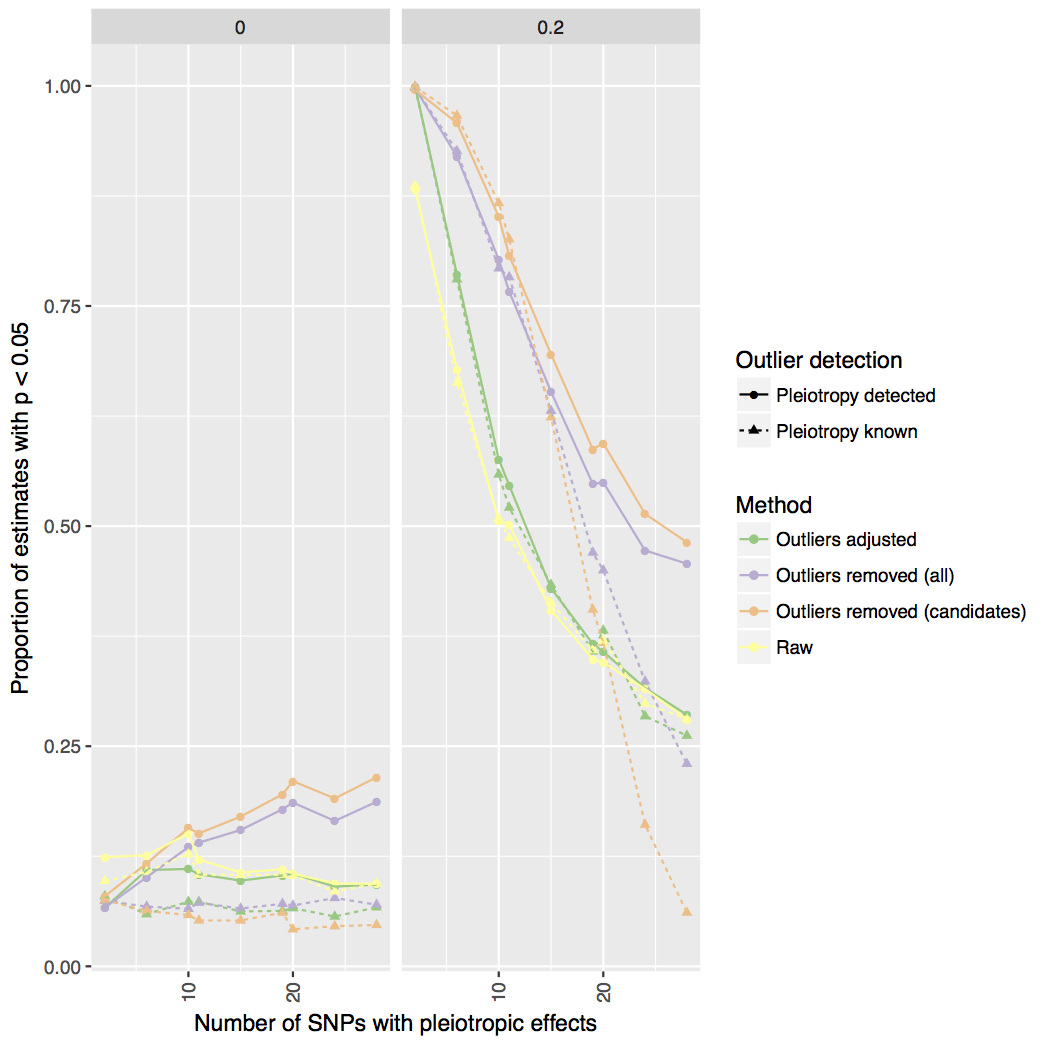 0
0.2
1.00
0.75
0.50
0.25
0.00
Proportion of estimates with p < 0.05
10
20
10
20
Number of SNPs with pleiotropic effects
Outlier detection
Pleiotropy detected
Pleiotropy known
Method
Outliers adjusted
Outliers removed (all)
Outliers removed (candidates)
Raw